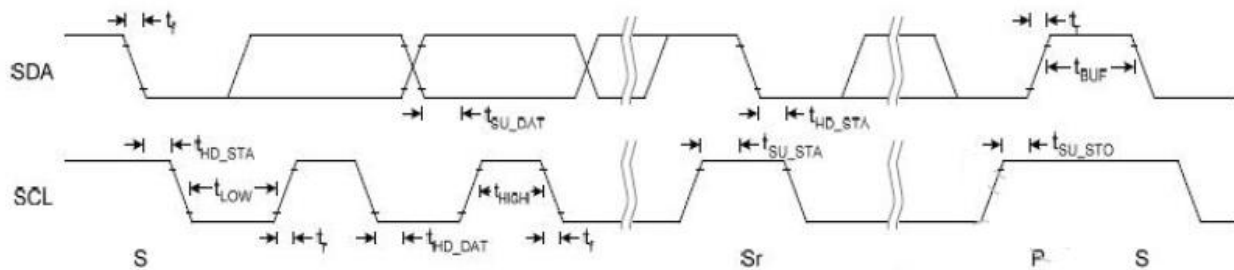 tf tr
SDA tBUF
tSU_DAT tHD_STA
tHD_STA tSU_STA tSU_STO
SCL tLOW tHIGH
tr tHD_DAT tf
S Sr P S